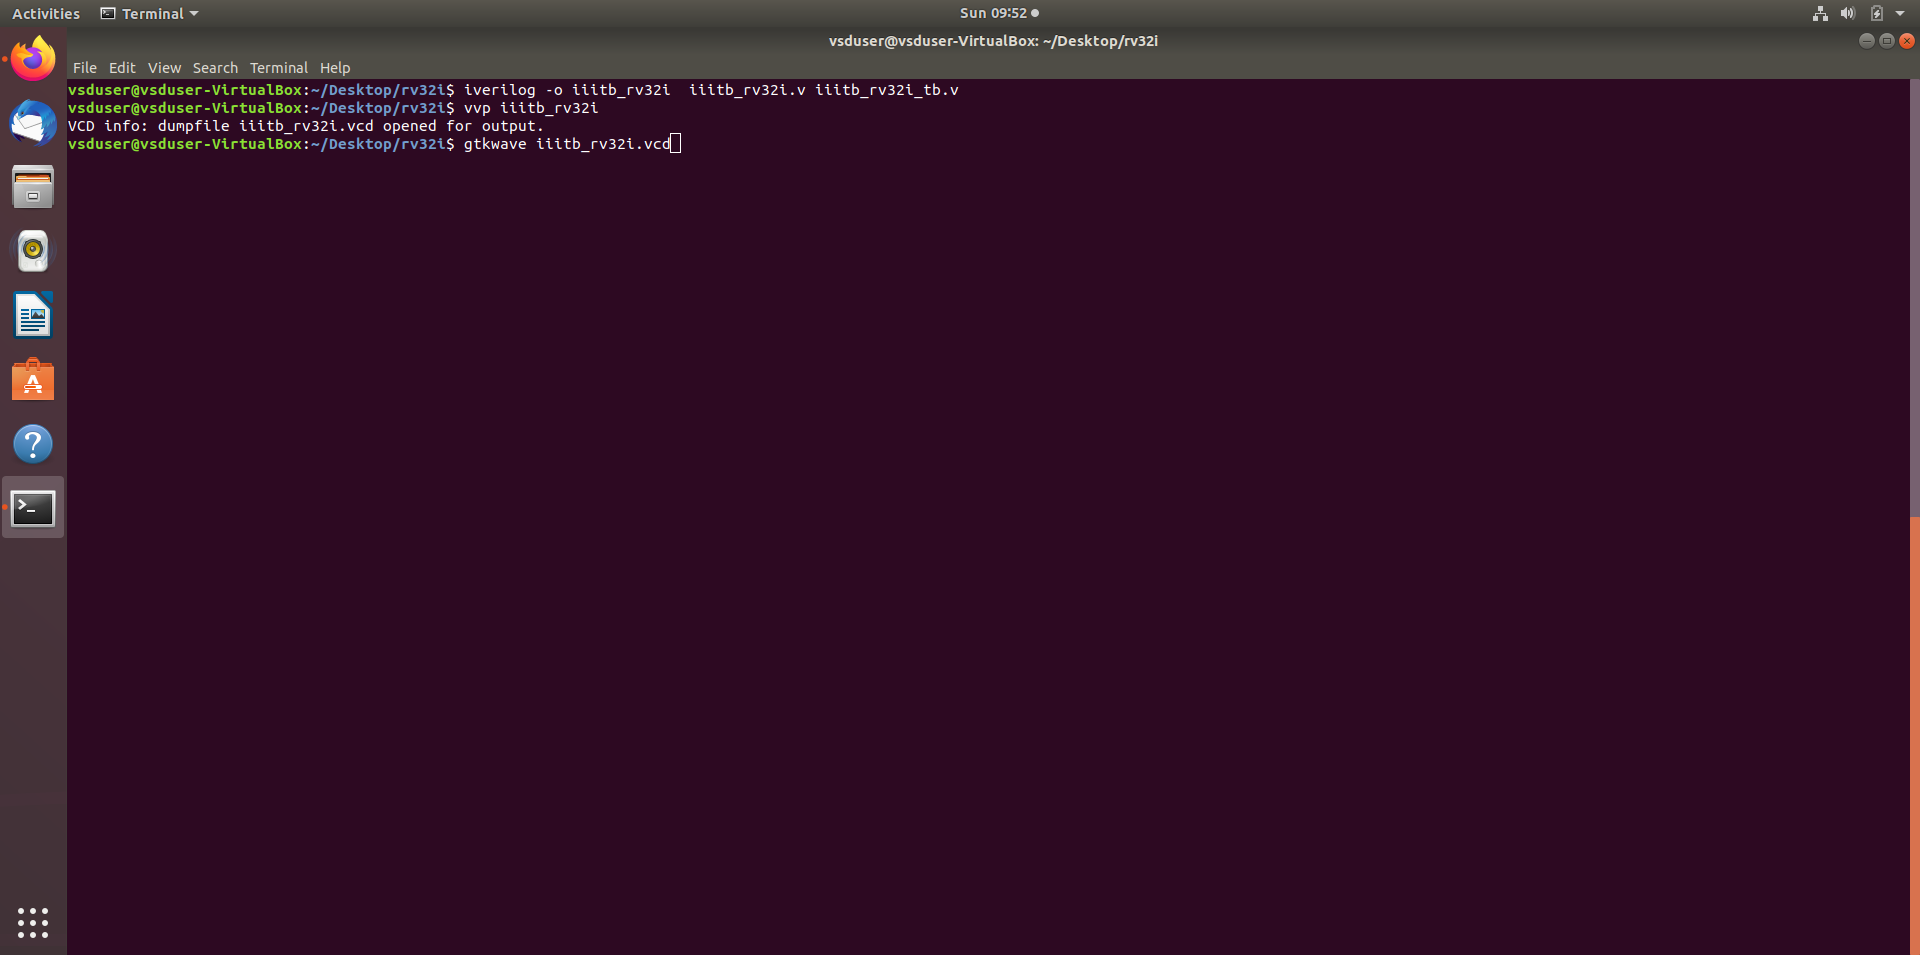 Activities Terminal Sun 09:52
vsduser@vsduser-VirtualBox: ~/Desktop/rv32i
File Edit View Search Terminal Help
vsduser@vsduser-VirtualBox:~/Desktop/rv32i$ iverilog -o iiitb_rv32i  iiitb_rv32i.v iiitb_rv32i_tb.v
vsduser@vsduser-VirtualBox:~/Desktop/rv32i$ vvp iiitb_rv32i
VCD info: dumpfile iiitb_rv32i.vcd opened for output.
vsduser@vsduser-VirtualBox:~/Desktop/rv32i$ gtkwave iiitb_rv32i.vcd